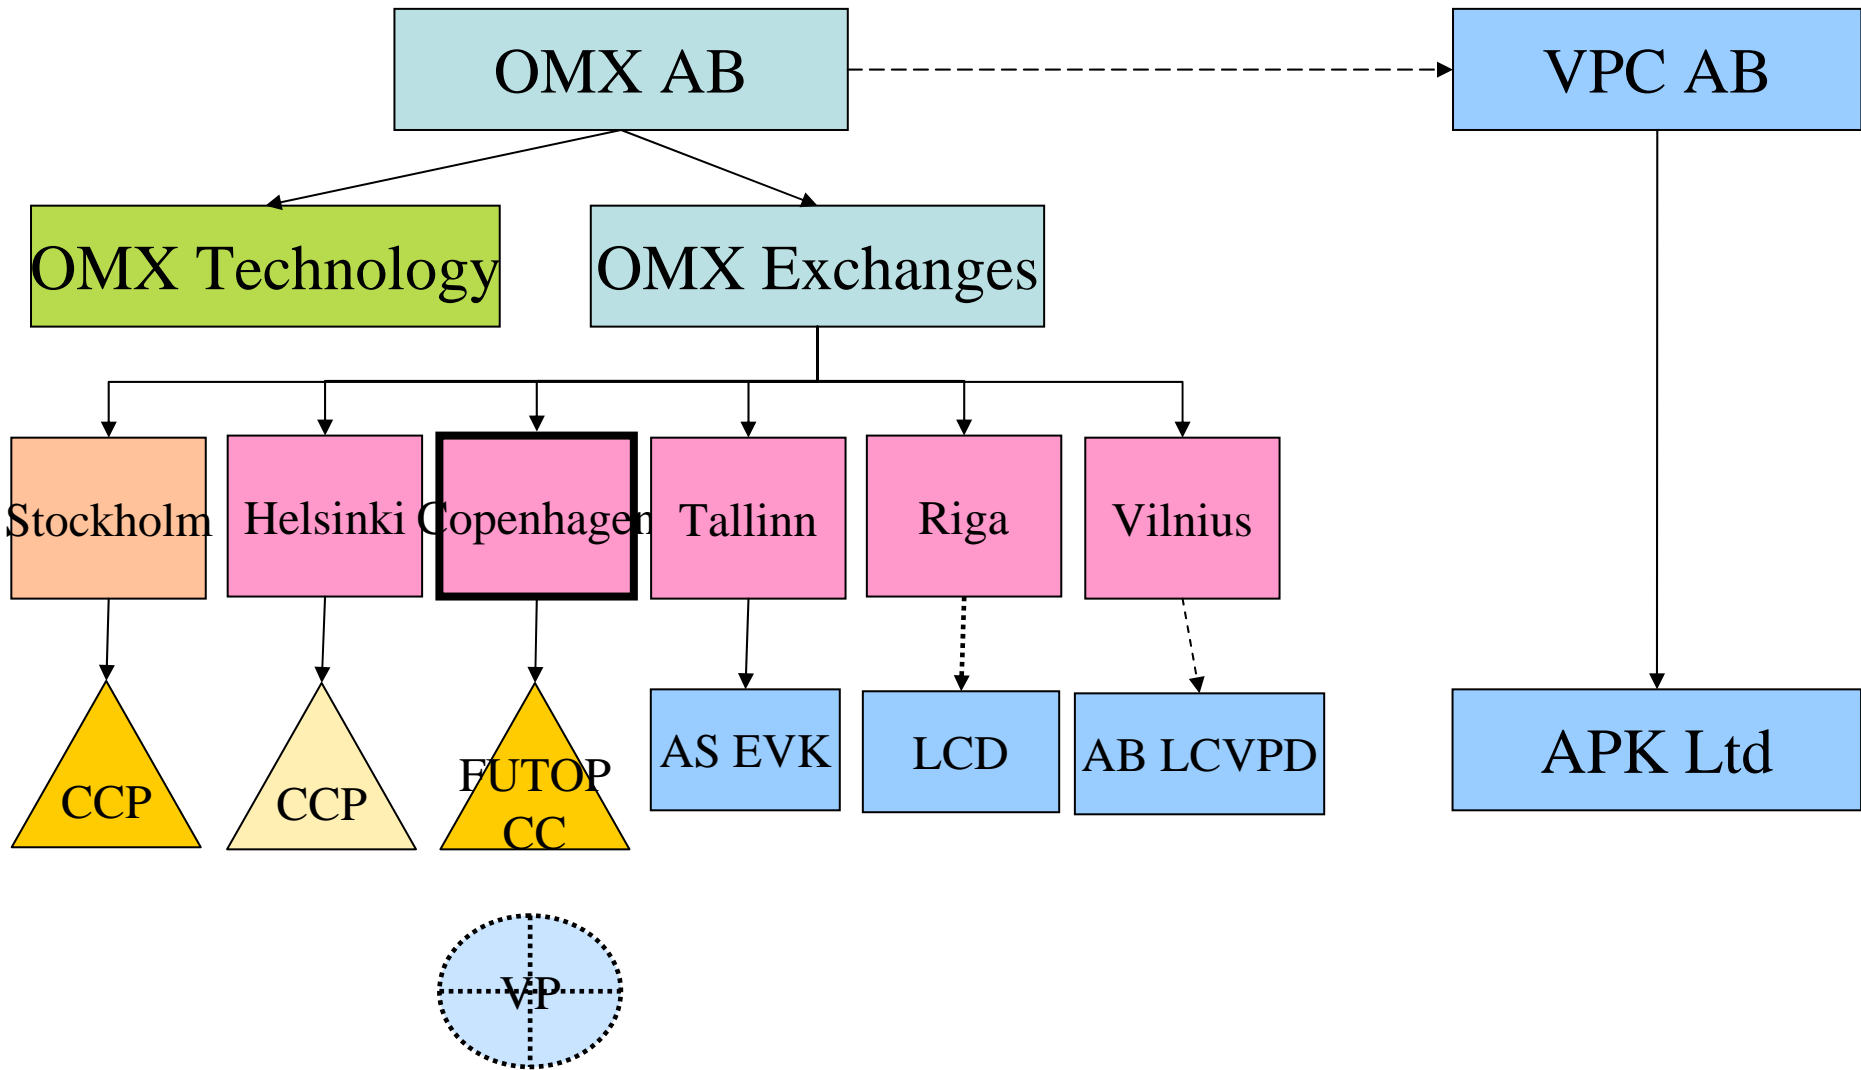 OMX AB
VPC AB
OMX Technology
OMX Exchanges
Stockholm
Helsinki
Copenhagen
Tallinn
Riga
Vilnius
CCP
CCP
FUTOP
CC
AS EVK
LCD
AB LCVPD
APK Ltd
VP